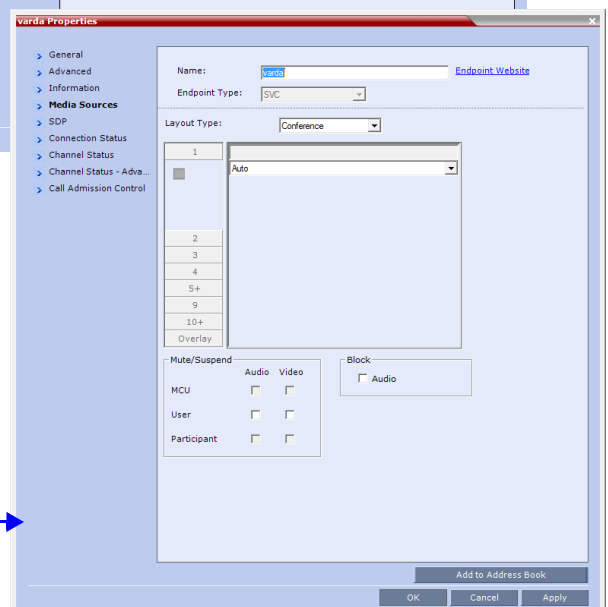 varda Properties
General
Advanced
Information
Media Sources
SDP
Connection Status
Channel Status
Channel Status - Adva...
Call Admission Control
Name: varda Endpoint Website
Endpoint Type: SVC
Layout Type: Conference
1
Auto
2
3
4
5+
9
10+
Overlay
Mute/Suspend
Audio Video
MCU
User
Participant
Block
Audio
Add to Address Book
OK Cancel Apply